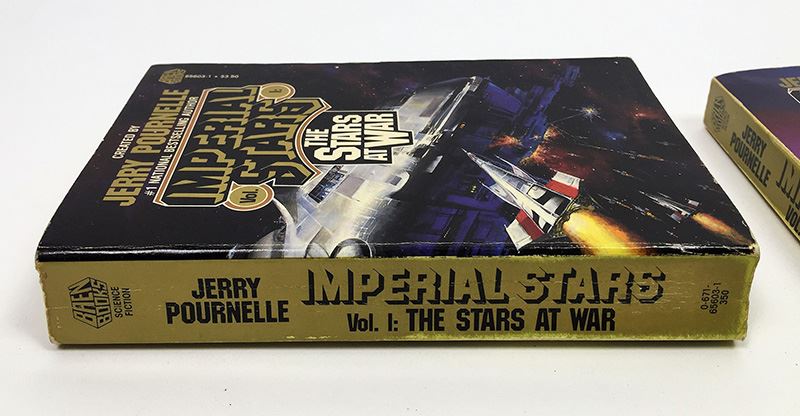 BAEN
BOOKS
65603-1 • $3.50
CREATED BY
JERRY POURNELLE
#1 NATIONAL BESTSELLING AUTHOR
IMPERIAL
STARS
Vol. I:
THE
STARS
AT
WAR
BAEN
BOOKS
SCIENCE
FICTION
JERRY
POURNELLE
IMPERIAL STARS
Vol. I: THE STARS AT WAR
0-671-
65603-1
350
JERRY
POURNELLE